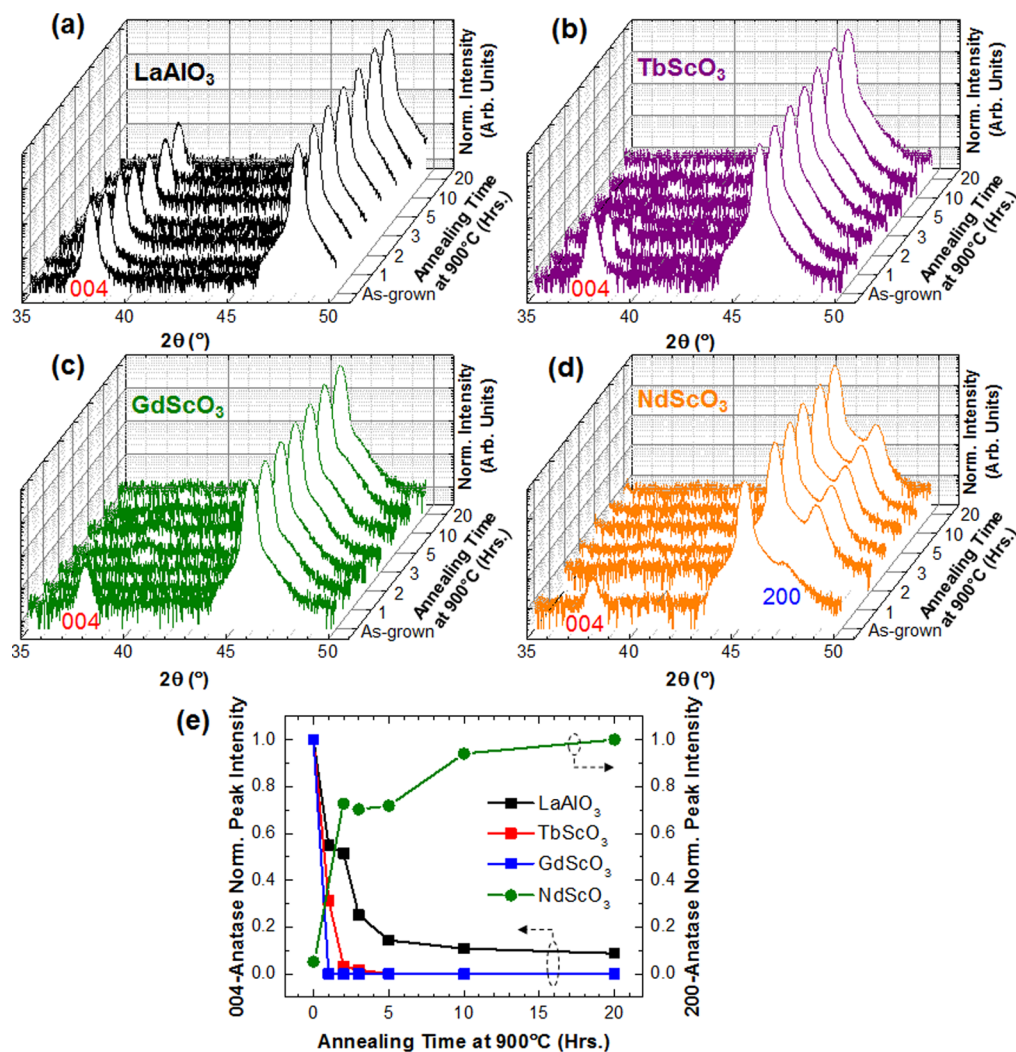 (a)
LaAlO3
Norm. Intensity
(Arb. Units)
20
10
5
3
2
1
As-grown
Annealing Time
at 900°C (Hrs.)
004
35 40 45 50
2θ (°)
(b)
TbScO3
Norm. Intensity
(Arb. Units)
20
10
5
3
2
1
As-grown
Annealing Time
at 900°C (Hrs.)
004
35 40 45 50
2θ (°)
(c)
GdScO3
Norm. Intensity
(Arb. Units)
20
10
5
3
2
1
As-grown
Annealing Time
at 900°C (Hrs.)
004
35 40 45 50
2θ (°)
(d)
NdScO3
Norm. Intensity
(Arb. Units)
20
10
5
3
2
1
As-grown
Annealing Time
at 900°C (Hrs.)
004
200
35 40 45 50
2θ (°)
(e)
004-Anatase Norm. Peak Intensity
1.0
0.8
0.6
0.4
0.2
0.0
LaAlO3
TbScO3
GdScO3
NdScO3
1.0
0.8
0.6
0.4
0.2
0.0
200-Anatase Norm. Peak Intensity
0 5 10 15 20
Annealing Time at 900°C (Hrs.)